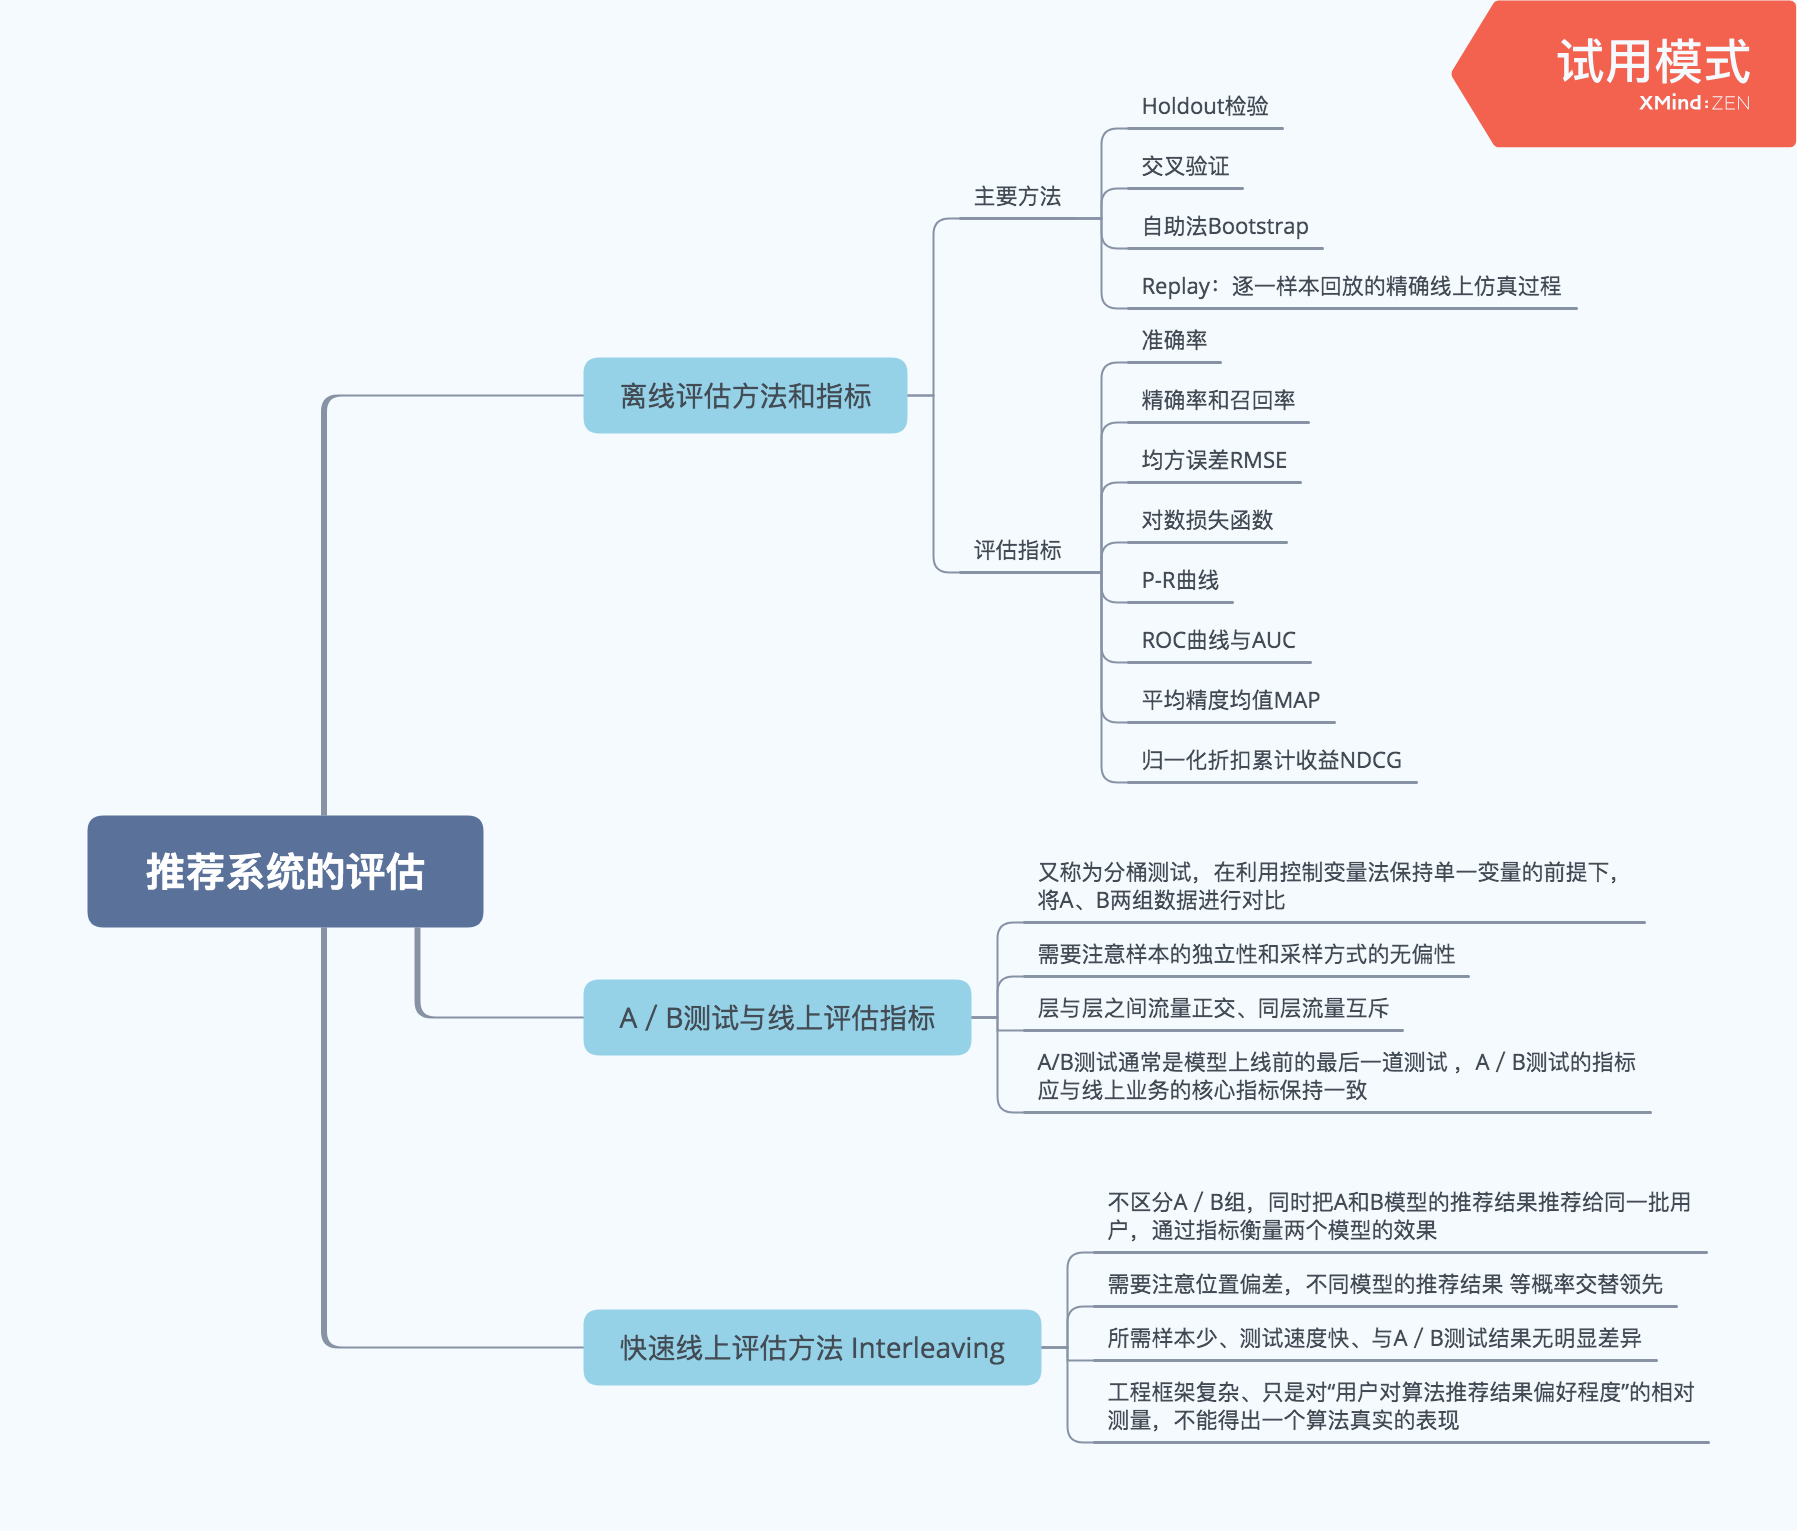 试用模式
XMind:ZEN
推荐系统的评估
离线评估方法和指标
主要方法
Holdout检验
交叉验证
自助法Bootstrap
Replay：逐一样本回放的精确线上仿真过程
评估指标
准确率
精确率和召回率
均方误差RMSE
对数损失函数
P-R曲线
ROC曲线与AUC
平均精度均值MAP
归一化折扣累计收益NDCG
A / B测试与线上评估指标
又称为分桶测试，在利用控制变量法保持单一变量的前提下，
将A、B两组数据进行对比
需要注意样本的独立性和采样方式的无偏性
层与层之间流量正交、同层流量互斥
A/B测试通常是模型上线前的最后一道测试 ，A / B测试的指标
应与线上业务的核心指标保持一致
快速线上评估方法 Interleaving
不区分A / B组，同时把A和B模型的推荐结果推荐给同一批用
户，通过指标衡量两个模型的效果
需要注意位置偏差，不同模型的推荐结果 等概率交替领先
所需样本少、测试速度快、与A / B测试结果无明显差异
工程框架复杂、只是对“用户对算法推荐结果偏好程度”的相对
测量，不能得出一个算法真实的表现